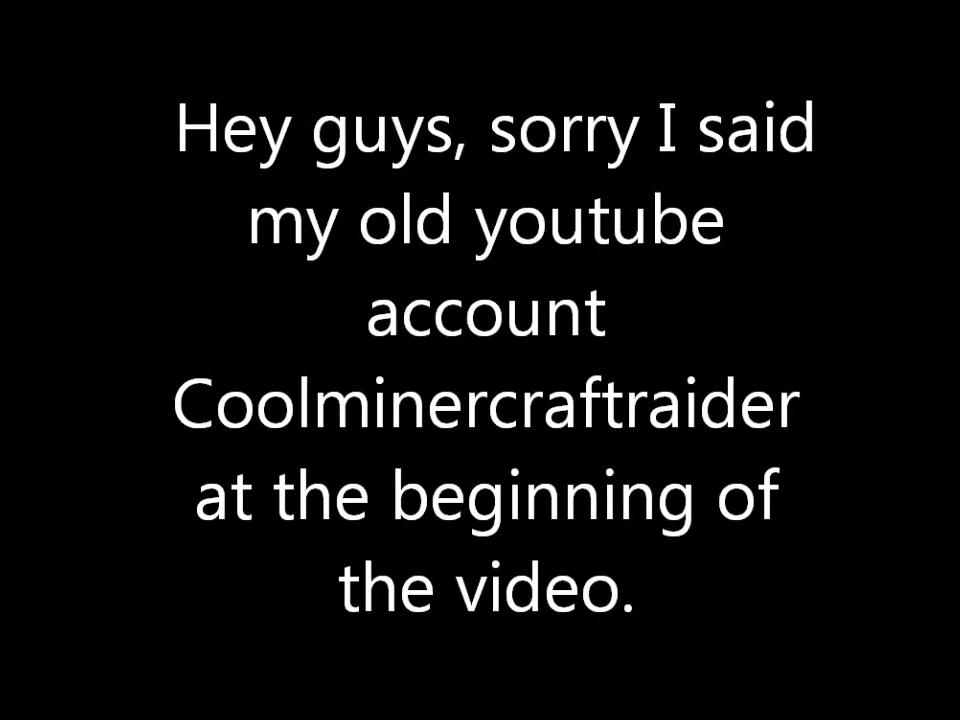 Hey guys, sorry I said
my old youtube
account
Coolminercraftraider
at the beginning of
the video.